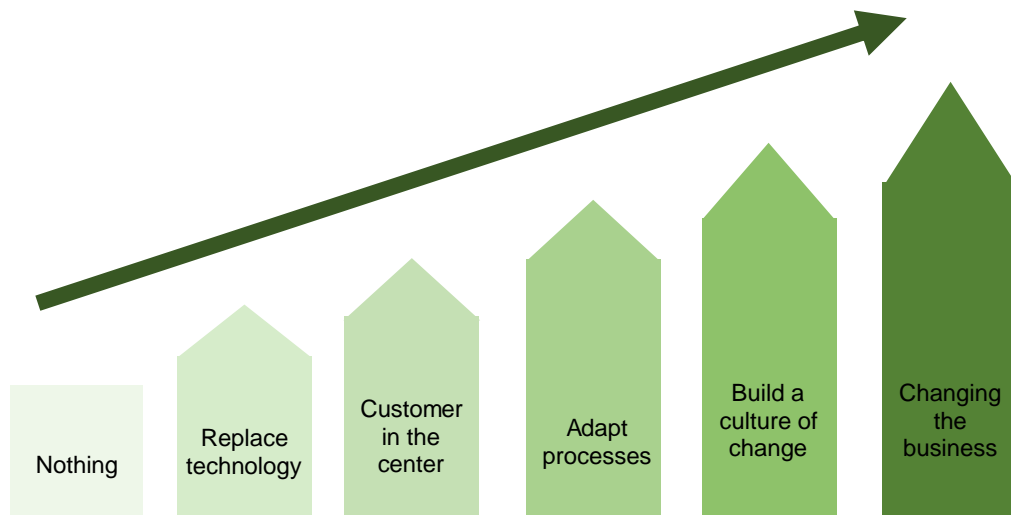 Nothing
Replace
technology
Customer
in the
center
Adapt
processes
Build a
culture of
change
Changing
the
business